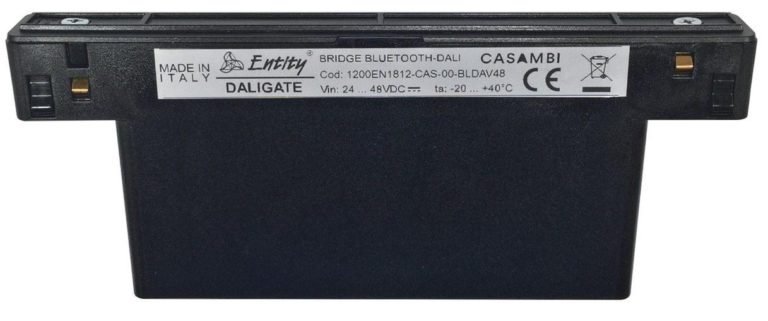 MADE IN
ITALY
Entity®
DALIGATE
BRIDGE BLUETOOTH-DALI
Cod: 1200EN1812-CAS-00-BLDAV48
Vin: 24 ... 48VDC ta: -20 ... +40°C
CASAMBI
CE